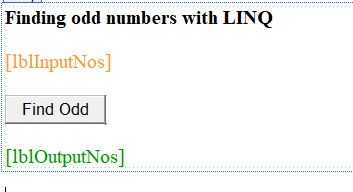 Finding odd numbers with LINQ
[lblInputNos]
Find Odd
[lblOutputNos]